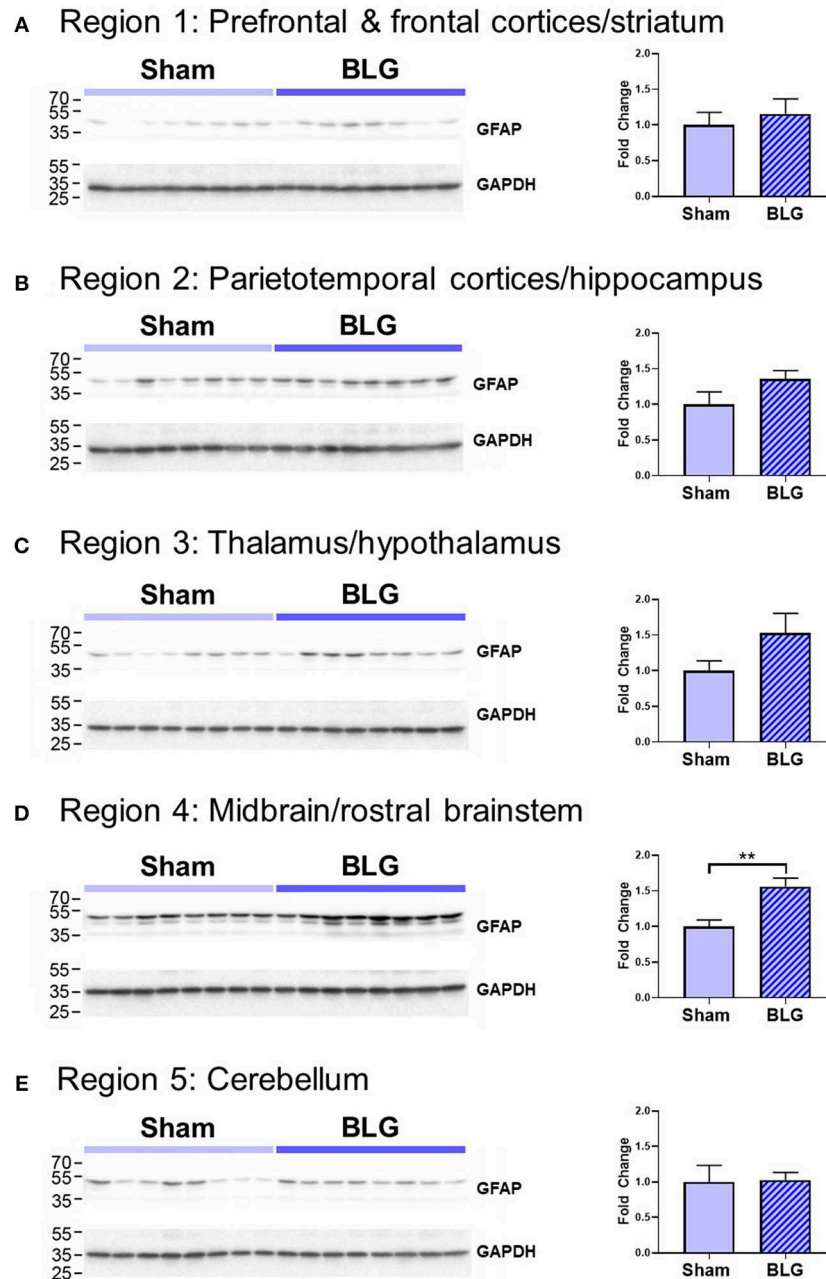 A Region 1: Prefrontal & frontal cortices/striatum
Sham BLG
70
55
35
GFAP
55
35
25
GAPDH
Fold Change
2.0
1.5
1.0
0.5
0.0
Sham BLG
B Region 2: Parietotemporal cortices/hippocampus
Sham BLG
70
55
35
GFAP
55
35
25
GAPDH
Fold Change
2.0
1.5
1.0
0.5
0.0
Sham BLG
C Region 3: Thalamus/hypothalamus
Sham BLG
70
55
35
GFAP
55
35
25
GAPDH
Fold Change
2.0
1.5
1.0
0.5
0.0
Sham BLG
D Region 4: Midbrain/rostral brainstem
Sham BLG
70
55
35
GFAP
55
35
25
GAPDH
Fold Change
2.0
1.5
1.0
0.5
0.0
**
Sham BLG
E Region 5: Cerebellum
Sham BLG
70
55
35
GFAP
55
35
25
GAPDH
Fold Change
2.0
1.5
1.0
0.5
0.0
Sham BLG